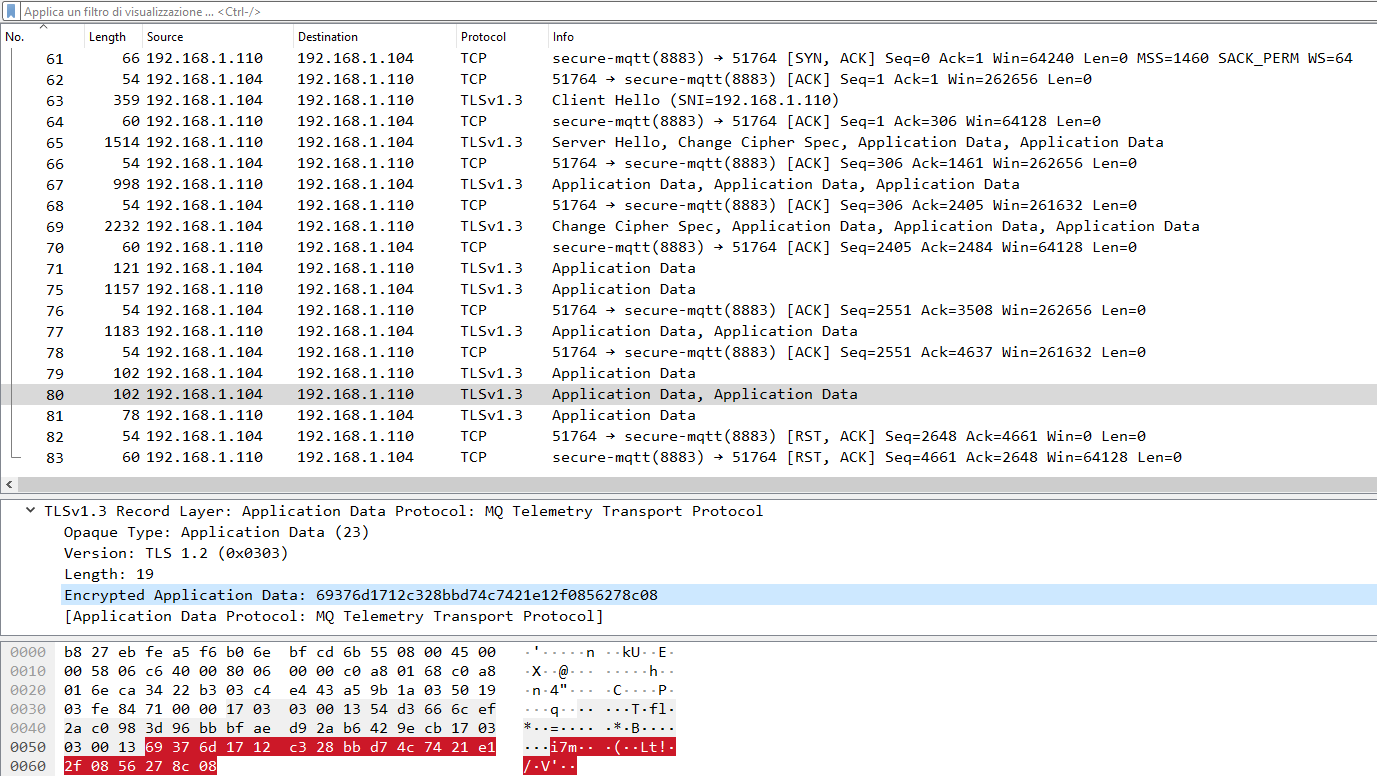 Applica un filtro di visualizzazione ... <Ctrl-/>
No. Length Source Destination Protocol Info
61 66 192.168.1.110 192.168.1.104 TCP secure-mqtt(8883) → 51764 [SYN, ACK] Seq=0 Ack=1 Win=64240 Len=0 MSS=1460 SACK_PERM WS=64
62 54 192.168.1.104 192.168.1.110 TCP 51764 → secure-mqtt(8883) [ACK] Seq=1 Ack=1 Win=262656 Len=0
63 359 192.168.1.104 192.168.1.110 TLSv1.3 Client Hello (SNI=192.168.1.110)
64 60 192.168.1.110 192.168.1.104 TCP secure-mqtt(8883) → 51764 [ACK] Seq=1 Ack=306 Win=64128 Len=0
65 1514 192.168.1.110 192.168.1.104 TLSv1.3 Server Hello, Change Cipher Spec, Application Data, Application Data
66 54 192.168.1.104 192.168.1.110 TCP 51764 → secure-mqtt(8883) [ACK] Seq=306 Ack=1461 Win=262656 Len=0
67 998 192.168.1.110 192.168.1.104 TLSv1.3 Application Data, Application Data, Application Data
68 54 192.168.1.104 192.168.1.110 TCP 51764 → secure-mqtt(8883) [ACK] Seq=306 Ack=2405 Win=261632 Len=0
69 2232 192.168.1.104 192.168.1.110 TLSv1.3 Change Cipher Spec, Application Data, Application Data, Application Data
70 60 192.168.1.110 192.168.1.104 TCP secure-mqtt(8883) → 51764 [ACK] Seq=2405 Ack=2484 Win=64128 Len=0
71 121 192.168.1.104 192.168.1.110 TLSv1.3 Application Data
75 1157 192.168.1.110 192.168.1.104 TLSv1.3 Application Data
76 54 192.168.1.104 192.168.1.110 TCP 51764 → secure-mqtt(8883) [ACK] Seq=2551 Ack=3508 Win=262656 Len=0
77 1183 192.168.1.110 192.168.1.104 TLSv1.3 Application Data, Application Data
78 54 192.168.1.104 192.168.1.110 TCP 51764 → secure-mqtt(8883) [ACK] Seq=2551 Ack=4637 Win=261632 Len=0
79 102 192.168.1.104 192.168.1.110 TLSv1.3 Application Data
80 102 192.168.1.104 192.168.1.110 TLSv1.3 Application Data, Application Data
81 78 192.168.1.110 192.168.1.104 TLSv1.3 Application Data
82 54 192.168.1.104 192.168.1.110 TCP 51764 → secure-mqtt(8883) [RST, ACK] Seq=2648 Ack=4661 Win=0 Len=0
83 60 192.168.1.110 192.168.1.104 TCP secure-mqtt(8883) → 51764 [RST, ACK] Seq=4661 Ack=2648 Win=64128 Len=0
TLSv1.3 Record Layer: Application Data Protocol: MQ Telemetry Transport Protocol
Opaque Type: Application Data (23)
Version: TLS 1.2 (0x0303)
Length: 19
Encrypted Application Data: 69376d1712c328bbd74c7421e12f0856278c08
[Application Data Protocol: MQ Telemetry Transport Protocol]
0000 b8 27 eb fe a5 f6 b0 6e bf cd 6b 55 08 00 45 00 ·'·····n ··kU··E·
0010 00 58 06 c6 40 00 80 06 00 00 c0 a8 01 68 c0 a8 ·X··@··· ·····h··
0020 01 6e ca 34 22 b3 03 c4 e4 43 a5 9b 1a 03 50 19 ·n·4"··· ·C····P·
0030 03 fe 84 71 00 00 17 03 03 00 13 54 d3 66 6c ef ···q···· ···T·fl·
0040 2a c0 98 3d 96 bb bf ae d9 2a b6 42 9e cb 17 03 *··=···· ·*·B····
0050 03 00 13 69 37 6d 17 12 c3 28 bb d7 4c 74 21 e1 ···i7m·· ·(··Lt!·
0060 2f 08 56 27 8c 08 /·V'··